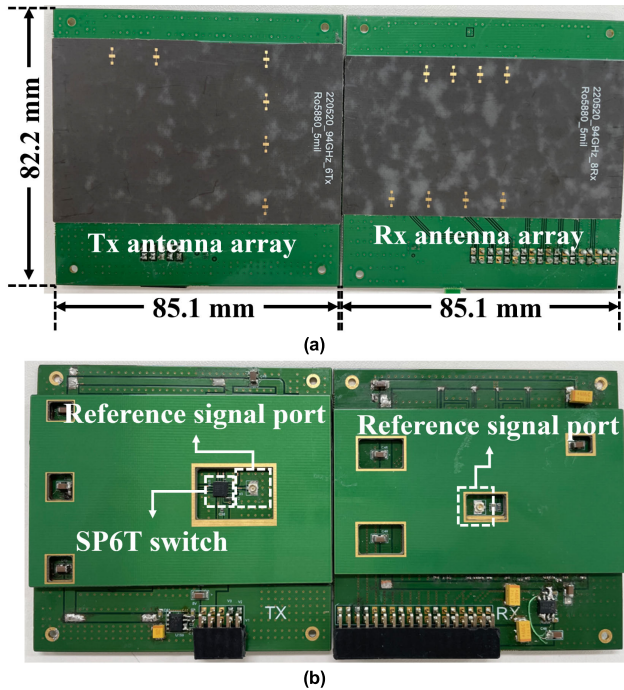 82.2 mm
220520_94GHz_6Tx
Ro5880_5mil
220520_94GHz_8Rx
Ro5880_5mil
Tx antenna array
Rx antenna array
85.1 mm
85.1 mm
(a)
Reference signal port
Reference signal port
SP6T switch
TX
RX
(b)